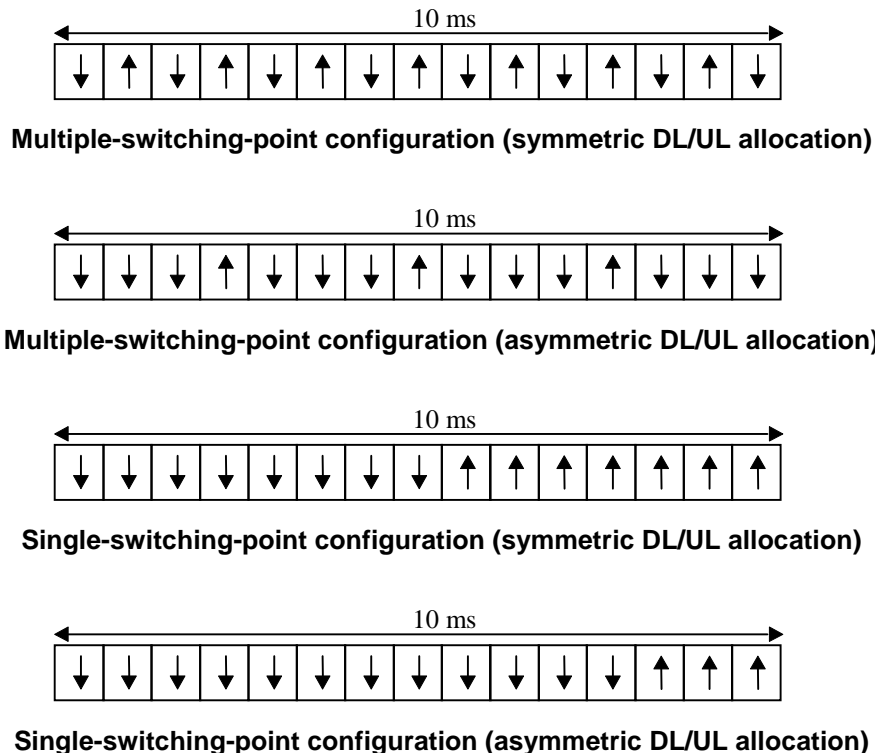 10 ms
Multiple-switching-point configuration (symmetric DL/UL allocation)
10 ms
Multiple-switching-point configuration (asymmetric DL/UL allocation)
10 ms
Single-switching-point configuration (symmetric DL/UL allocation)
10 ms
Single-switching-point configuration (asymmetric DL/UL allocation)